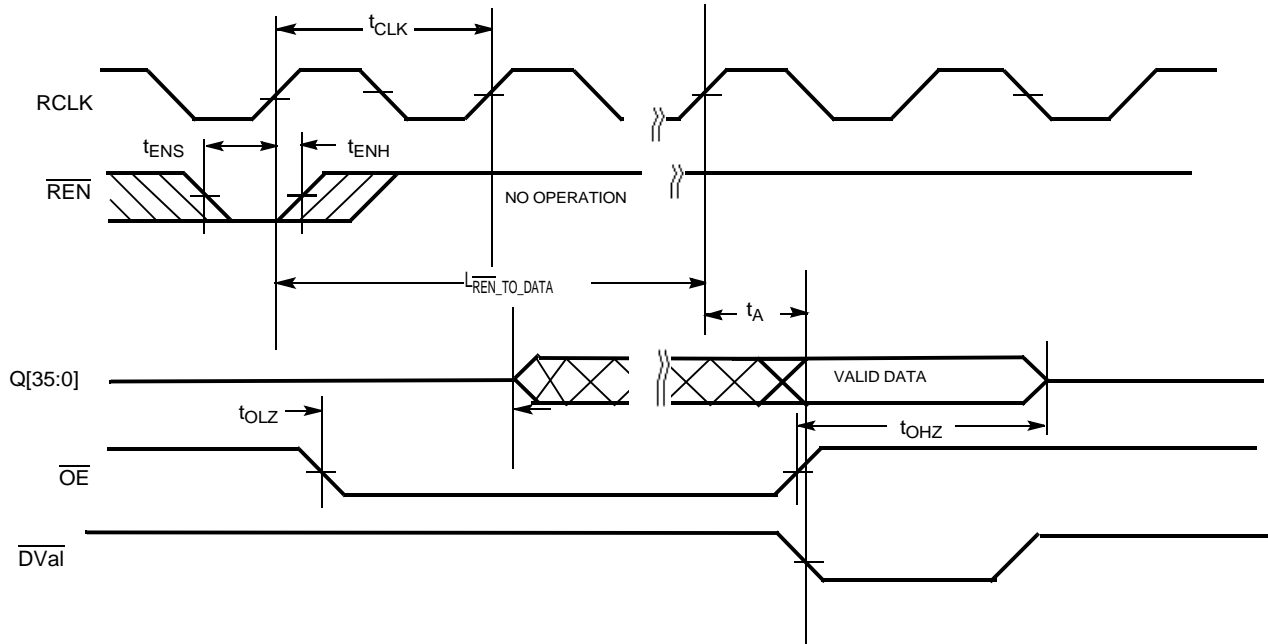 tCLK
RCLK
tENS
tENH
REN
NO OPERATION
LREN_TO_DATA
tA
Q[35:0]
VALID DATA
tOLZ
tOHZ
OE
DVal